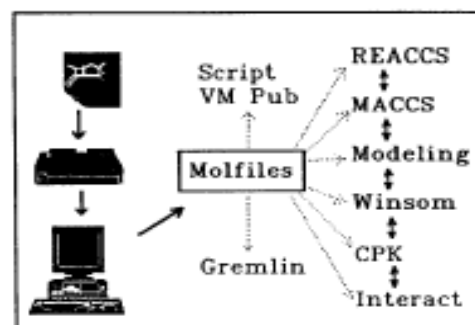 Script
VM Pub
Molfiles
Gremlin
REACCS
MACCS
Modeling
Winsom
CPK
Interact